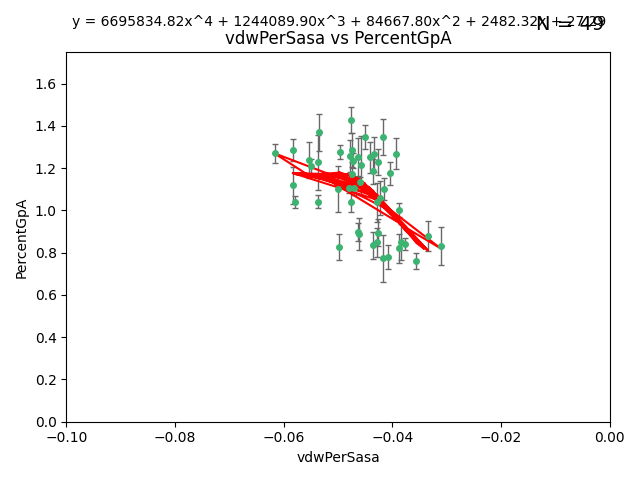 y = 6695834.82x^4 + 1244089.90x^3 + 84667.80x^2 + 2482.32x + 27.29
N = 49
vdwPerSasa vs PercentGpA
1.6
1.4
1.2
1.0
0.8
0.6
0.4
0.2
0.0
PercentGpA
−0.10 −0.08 −0.06 −0.04 −0.02 0.00
vdwPerSasa